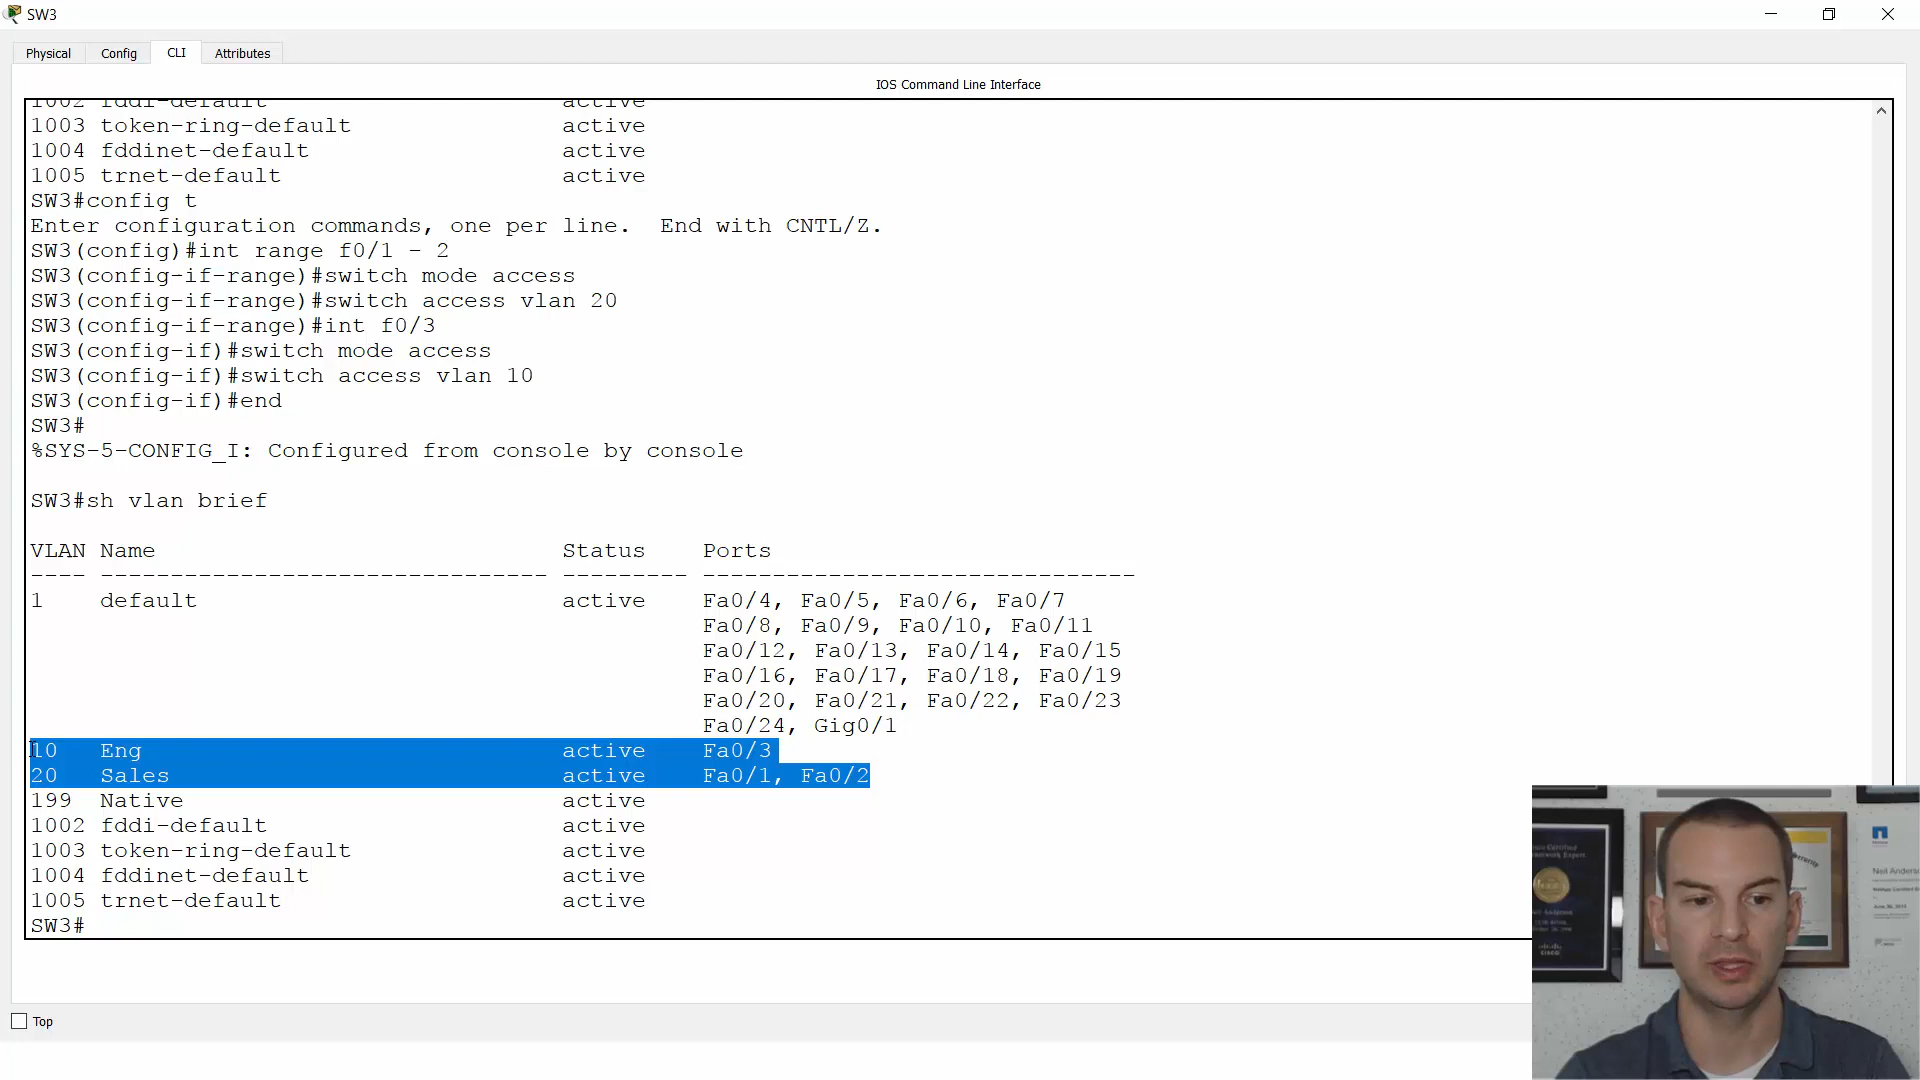 SW3
Physical Config CLI Attributes
IOS Command Line Interface
1002 fddi-default active
1003 token-ring-default active
1004 fddinet-default active
1005 trnet-default active
SW3#config t
Enter configuration commands, one per line. End with CNTL/Z.
SW3(config)#int range f0/1 - 2
SW3(config-if-range)#switch mode access
SW3(config-if-range)#switch access vlan 20
SW3(config-if-range)#int f0/3
SW3(config-if)#switch mode access
SW3(config-if)#switch access vlan 10
SW3(config-if)#end
SW3#
%SYS-5-CONFIG_I: Configured from console by console
SW3#sh vlan brief
VLAN Name Status Ports
---- -------------------------------- --------- -------------------------------
1 default active Fa0/4, Fa0/5, Fa0/6, Fa0/7
Fa0/8, Fa0/9, Fa0/10, Fa0/11
Fa0/12, Fa0/13, Fa0/14, Fa0/15
Fa0/16, Fa0/17, Fa0/18, Fa0/19
Fa0/20, Fa0/21, Fa0/22, Fa0/23
Fa0/24, Gig0/1
10 Eng active Fa0/3
20 Sales active Fa0/1, Fa0/2
199 Native active
1002 fddi-default active
1003 token-ring-default active
1004 fddinet-default active
1005 trnet-default active
SW3#
Top
Neil Anderso